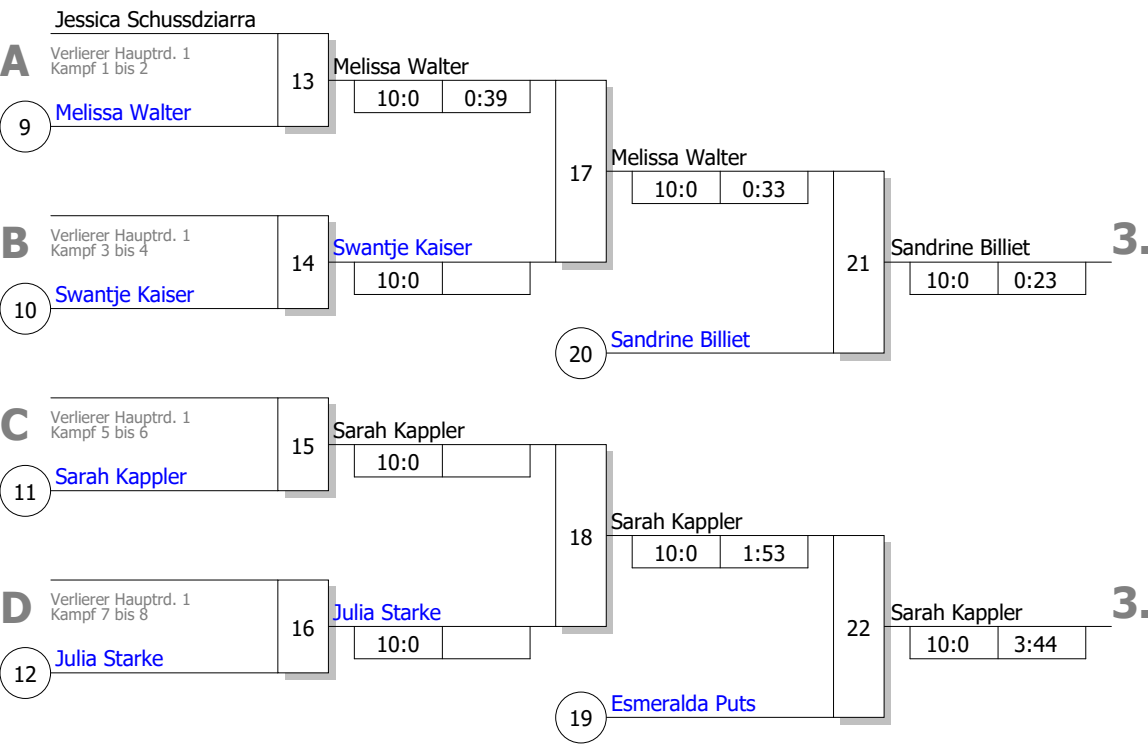 Jessica Schussdziarra
A
Verlierer Hauptrd. 1
Kampf 1 bis 2
13
Melissa Walter
10:0 0:39
9
Melissa Walter
17
Melissa Walter
10:0 0:33
B
Verlierer Hauptrd. 1
Kampf 3 bis 4
14
Swantje Kaiser
10:0
10
Swantje Kaiser
21
Sandrine Billiet
10:0 0:23
3.
20
Sandrine Billiet
C
Verlierer Hauptrd. 1
Kampf 5 bis 6
15
Sarah Kappler
10:0
11
Sarah Kappler
18
Sarah Kappler
10:0 1:53
D
Verlierer Hauptrd. 1
Kampf 7 bis 8
16
Julia Starke
10:0
12
Julia Starke
22
Sarah Kappler
10:0 3:44
3.
19
Esmeralda Puts